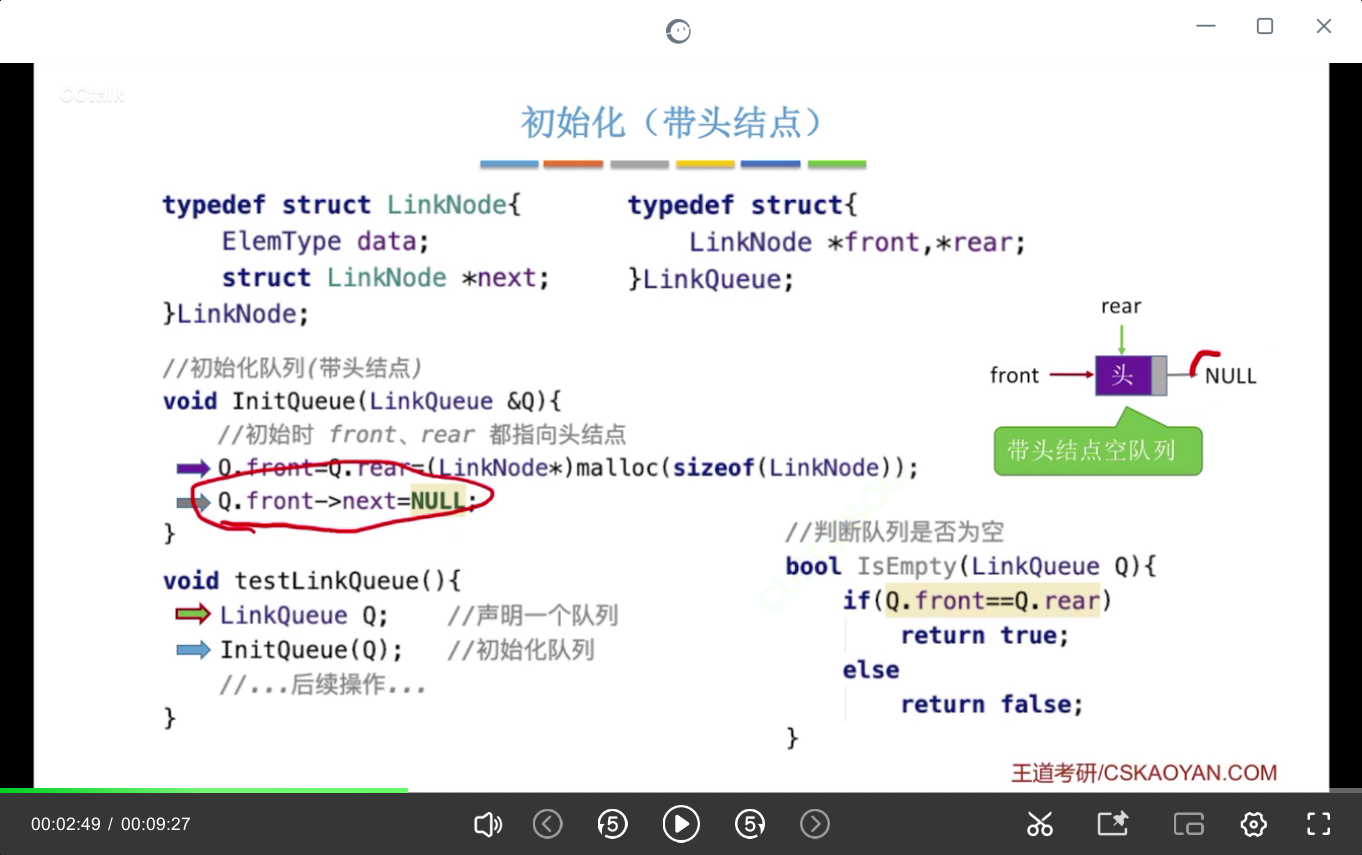 CCtalk
初始化（带头结点）
typedef struct LinkNode{
ElemType data;
struct LinkNode *next;
}LinkNode;
typedef struct{
LinkNode *front,*rear;
}LinkQueue;
rear
front
头
NULL
带头结点空队列
//初始化队列(带头结点)
void InitQueue(LinkQueue &Q){
//初始时 front、rear 都指向头结点
Q.front=Q.rear=(LinkNode*)malloc(sizeof(LinkNode));
Q.front->next=NULL;
}
void testLinkQueue(){
LinkQueue Q; //声明一个队列
InitQueue(Q); //初始化队列
//...后续操作...
}
//判断队列是否为空
bool IsEmpty(LinkQueue Q){
if(Q.front==Q.rear)
return true;
else
return false;
}
王道考研/CSKAOYAN.COM
00:02:49 / 00:09:27
5
5